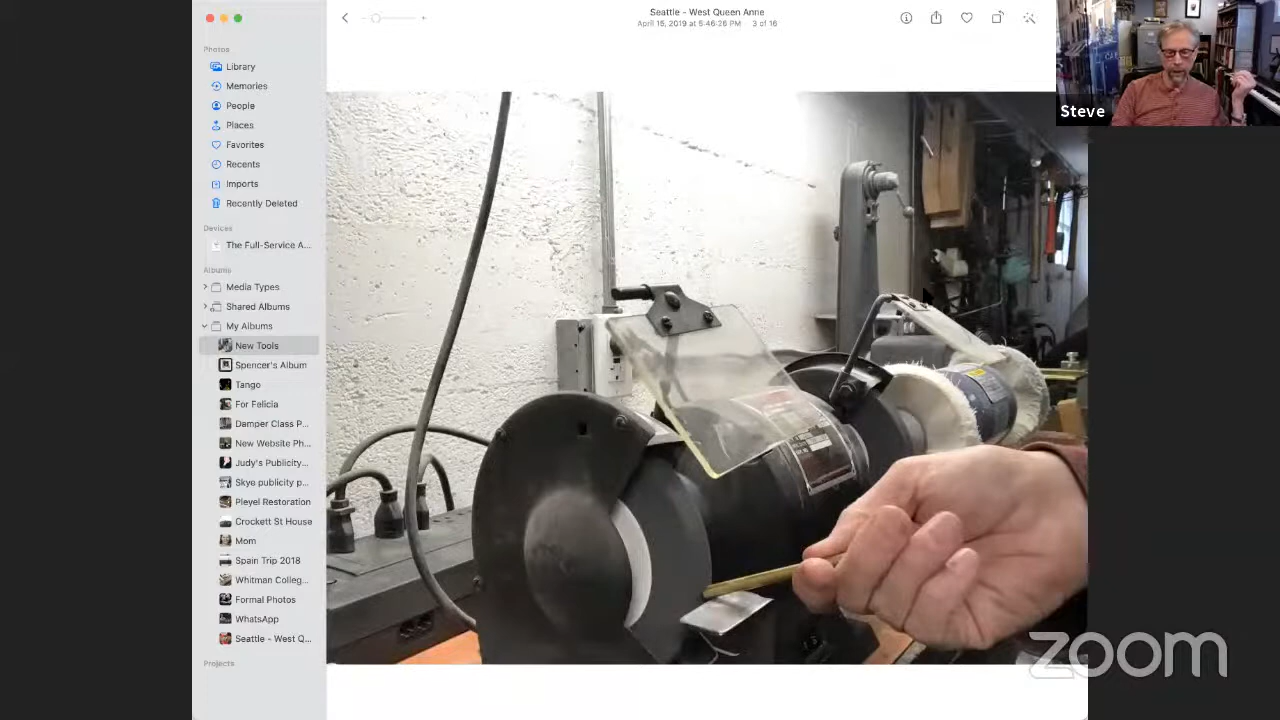 Seattle - West Queen Anne
April 15, 2019 at 5:46:26 PM    3 of 16
Photos
Library
Memories
People
Places
Favorites
Recents
Imports
Recently Deleted
Devices
The Full-Service A...
Albums
Media Types
Shared Albums
My Albums
New Tools
Spencer's Album
Tango
For Felicia
Damper Class P...
New Website Ph...
Judy's Publicity...
Skye publicity p...
Pleyel Restoration
Crockett St House
Mom
Spain Trip 2018
Whitman Colleg...
Formal Photos
WhatsApp
Seattle - West Q...
Projects
Steve
zoom